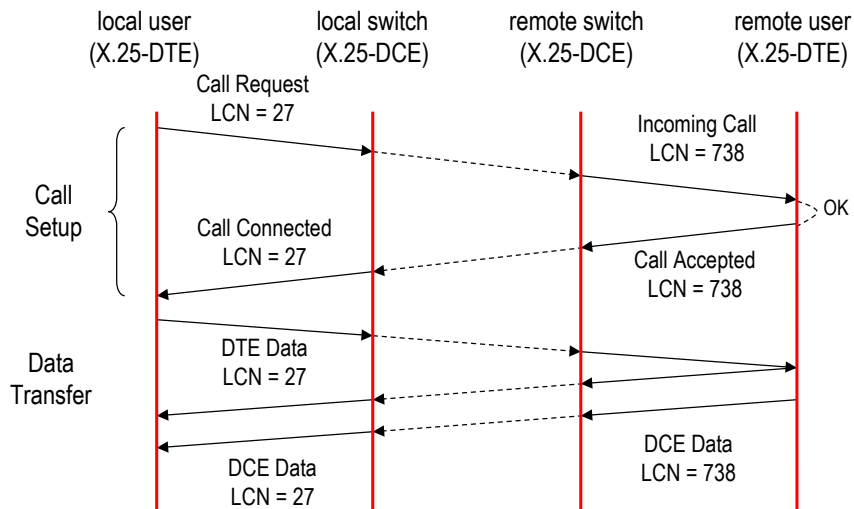 local user
(X.25-DTE)
local switch
(X.25-DCE)
remote switch
(X.25-DCE)
remote user
(X.25-DTE)
Call Request
LCN = 27
Incoming Call
LCN = 738
Call
Setup
OK
Call Connected
LCN = 27
Call Accepted
LCN = 738
Data
Transfer
DTE Data
LCN = 27
DCE Data
LCN = 27
DCE Data
LCN = 738